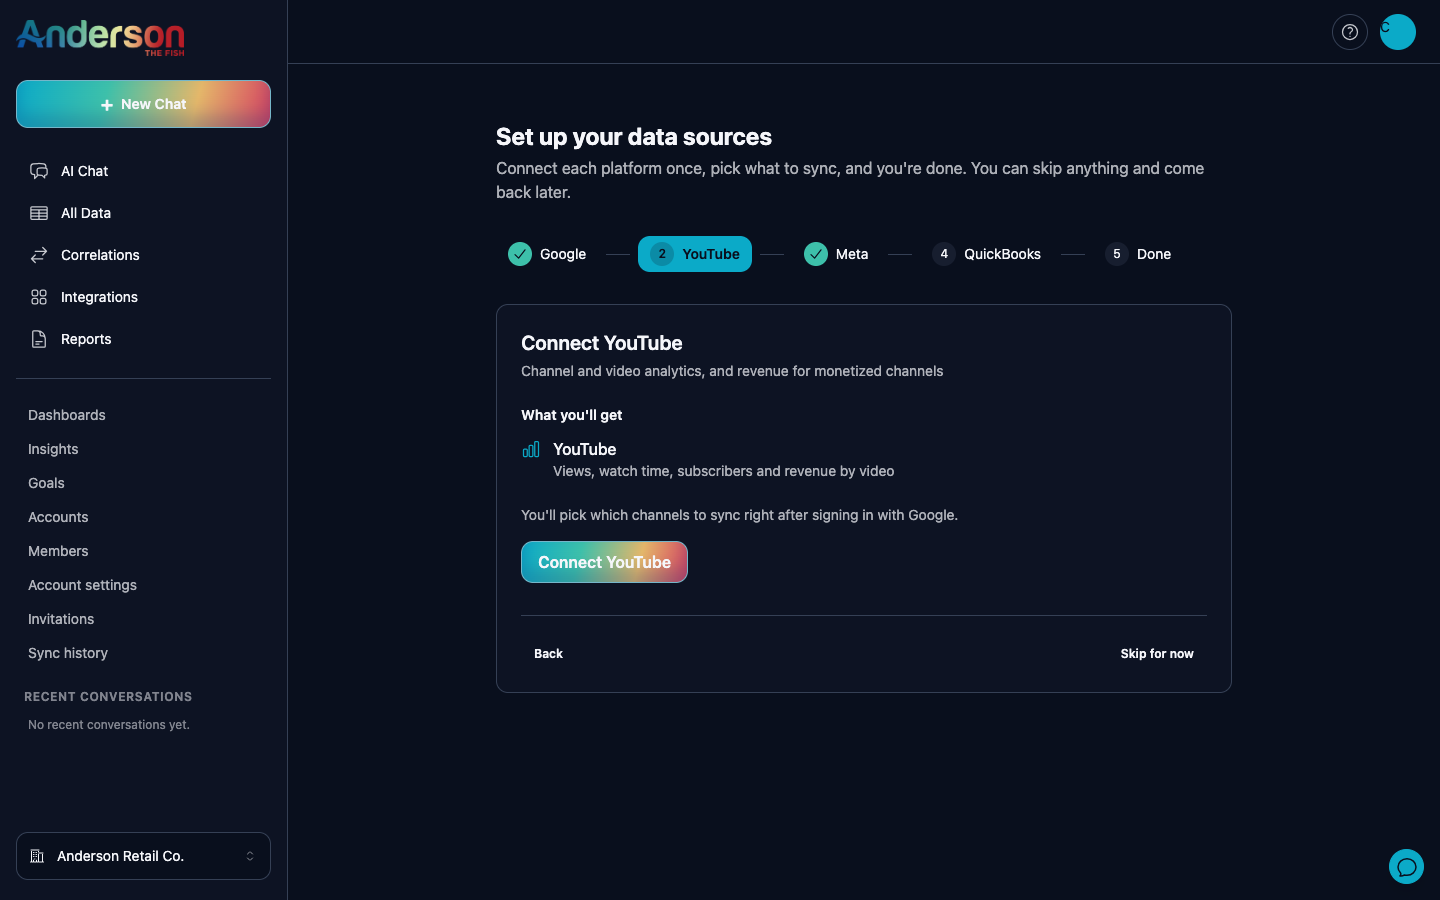 Anderson
THE FISH
New Chat
AI Chat
All Data
Correlations
Integrations
Reports
Dashboards
Insights
Goals
Accounts
Members
Account settings
Invitations
Sync history
RECENT CONVERSATIONS
No recent conversations yet.
Anderson Retail Co.
C
Set up your data sources
Connect each platform once, pick what to sync, and you're done. You can skip anything and come
back later.
Google
2 YouTube
Meta
4 QuickBooks
5 Done
Connect YouTube
Channel and video analytics, and revenue for monetized channels
What you'll get
YouTube
Views, watch time, subscribers and revenue by video
You'll pick which channels to sync right after signing in with Google.
Connect YouTube
Back
Skip for now